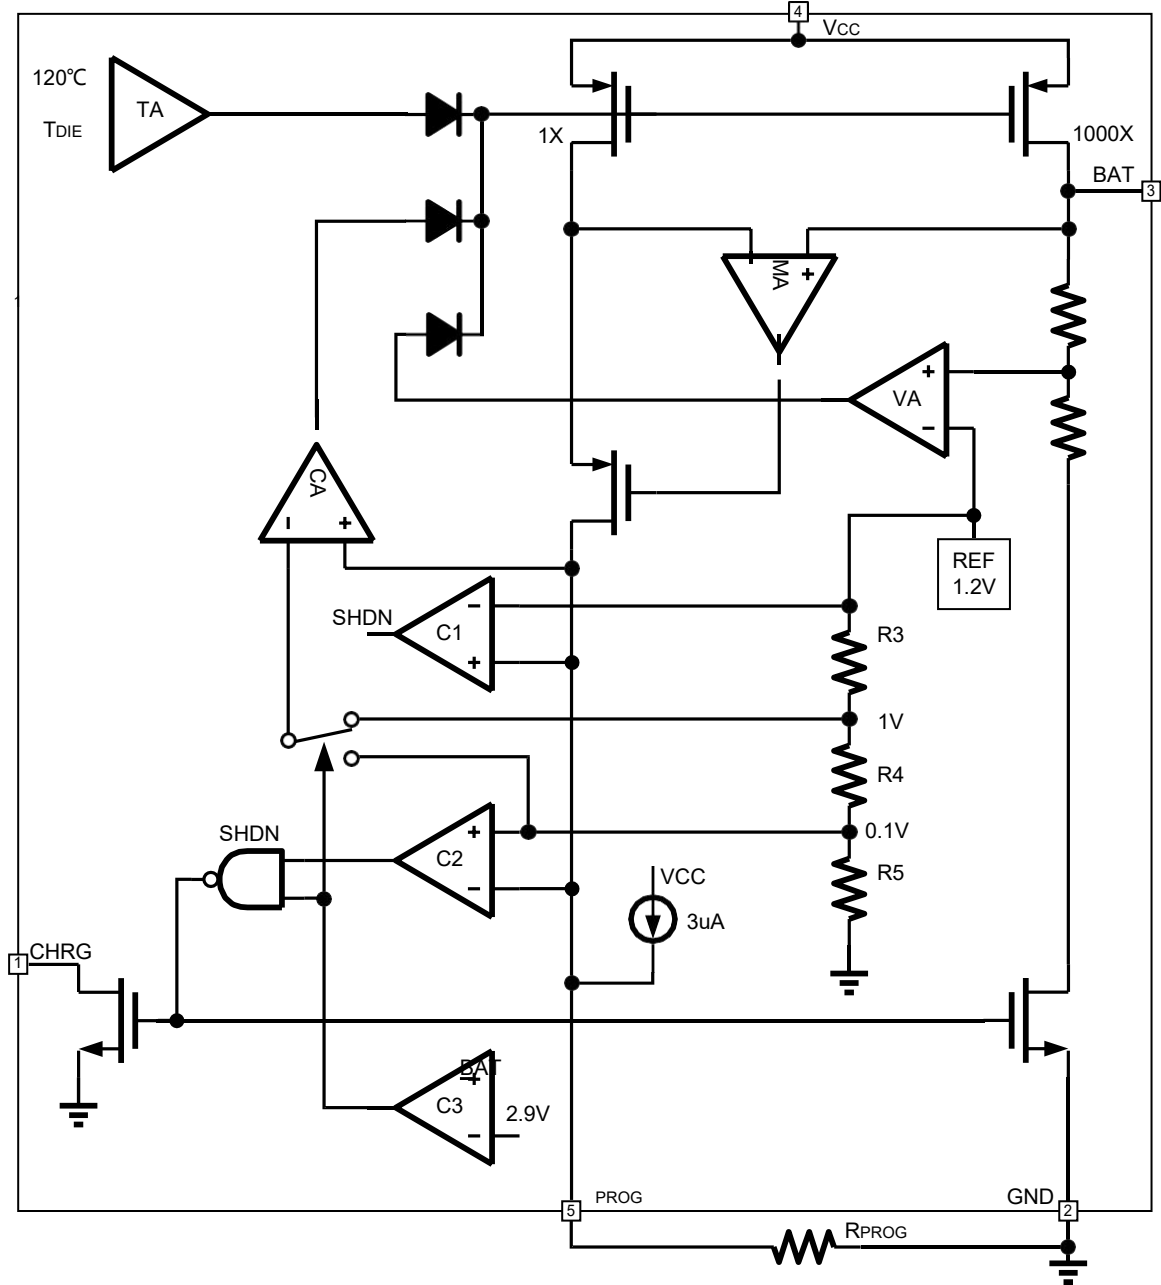 4
VCC
120℃
TA
TDIE
1X
1000X
BAT
3
MA
+
+
VA
−
CA
−
+
REF
1.2V
SHDN
−
C1
+
R3
1V
R4
SHDN
+
C2
−
0.1V
R5
VCC
3uA
1
CHRG
BAT
+
C3
2.9V
−
PROG
5
GND
2
RPROG